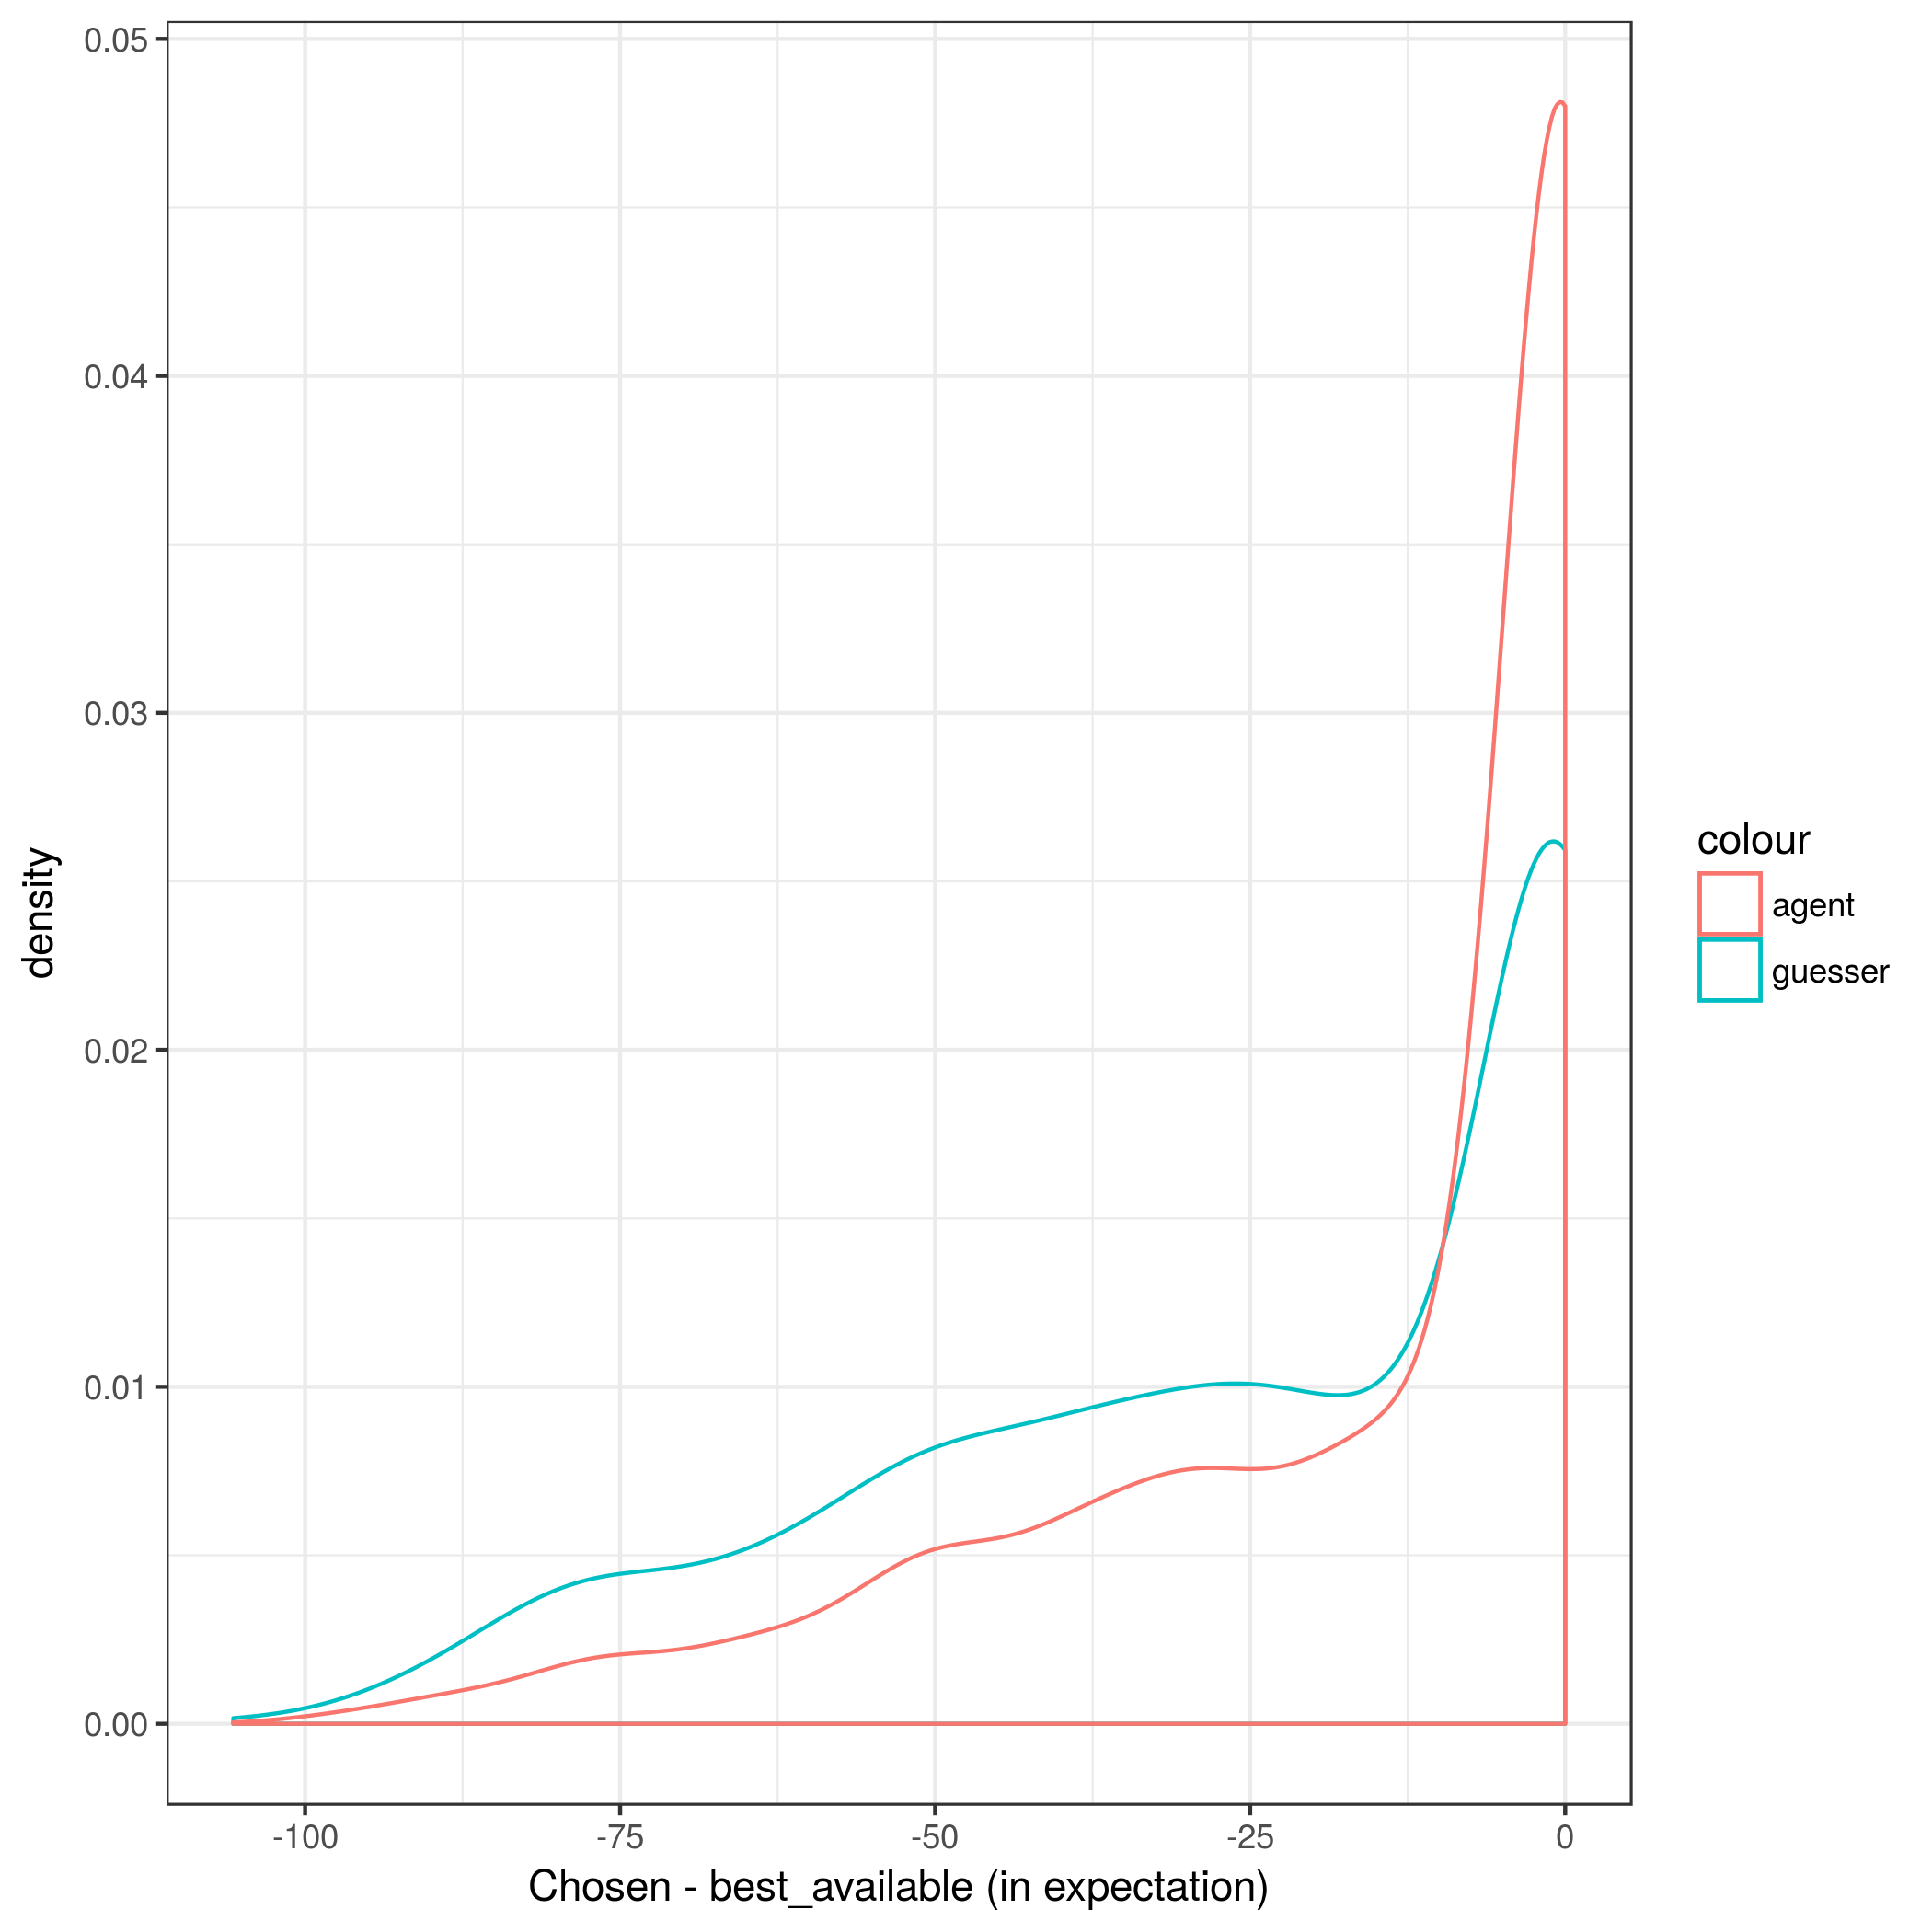 0.05
0.04
0.03
0.02
0.01
0.00
density
-100
-75
-50
-25
0
Chosen - best_available (in expectation)
colour
agent
guesser